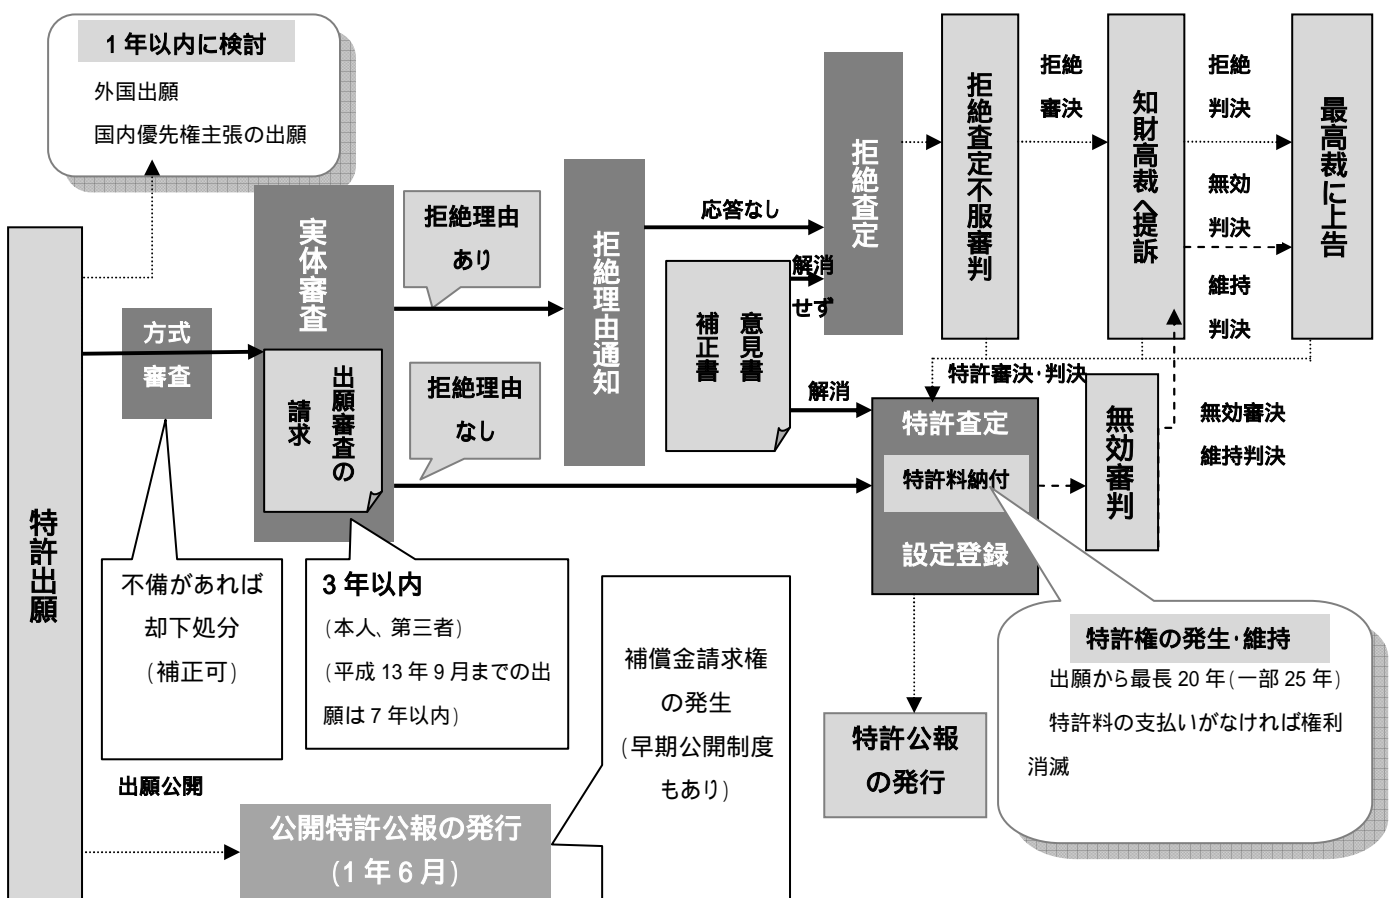 1年以内に検討
外国出願
国内優先権主張の出願
特許出願
方式
審査
不備があれば
却下処分
(補正可)
実体審査
出願審査の
請求
3年以内
(本人、第三者)
(平成13年9月までの出
願は7年以内)
出願公開
公開特許公報の発行
(1年6月)
補償金請求権
の発生
(早期公開制度
もあり)
拒絶理由
あり
拒絶理由
なし
拒絶理由通知
応答なし
意見書
補正書
解消
せず
解消
拒絶査定
拒絶査定不服審判
拒絶
審決
知財高裁へ提訴
拒絶
判決
無効
判決
維持
判決
最高裁に上告
特許審決・判決
特許査定
特許料納付
設定登録
無効審判
無効審決
維持判決
特許公報
の発行
特許権の発生・維持
出願から最長20年(一部25年)
特許料の支払いがなければ権利
消滅